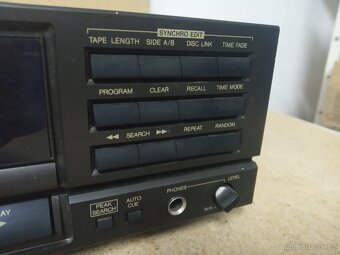 SYNCHRO EDIT
TAPE LENGTH SIDE A/B DISC LINK TIME FADE
PROGRAM CLEAR RECALL TIME MODE
◀◀ SEARCH ▶▶ REPEAT RANDOM
PEAK SEARCH
AUTO CUE
PHONES
LEVEL
MIN